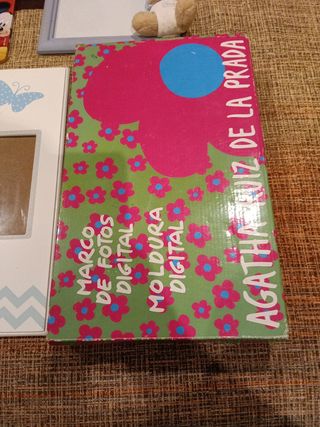 MARCO
DE FOTOS
DIGITAL
MOLDURA
DIGITAL
AGATHA RUIZ DE LA PRADA